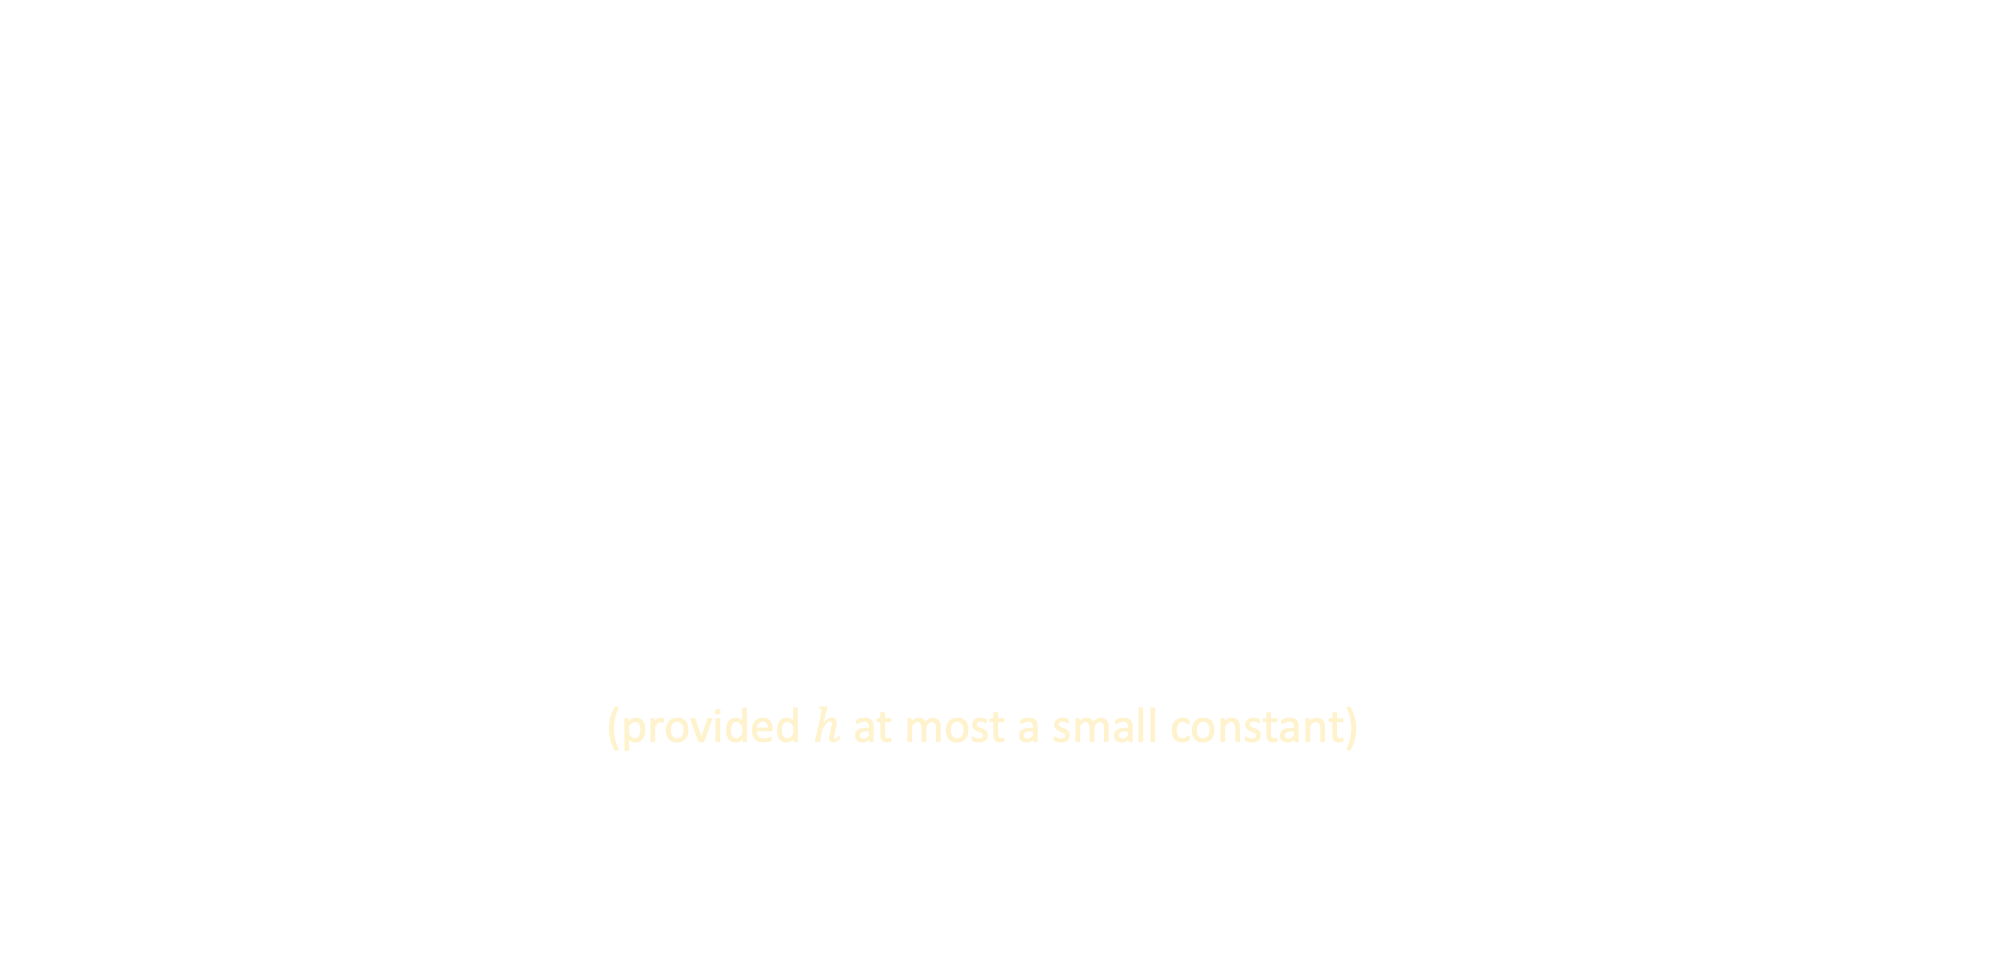 (provided ℎ at most a small constant)